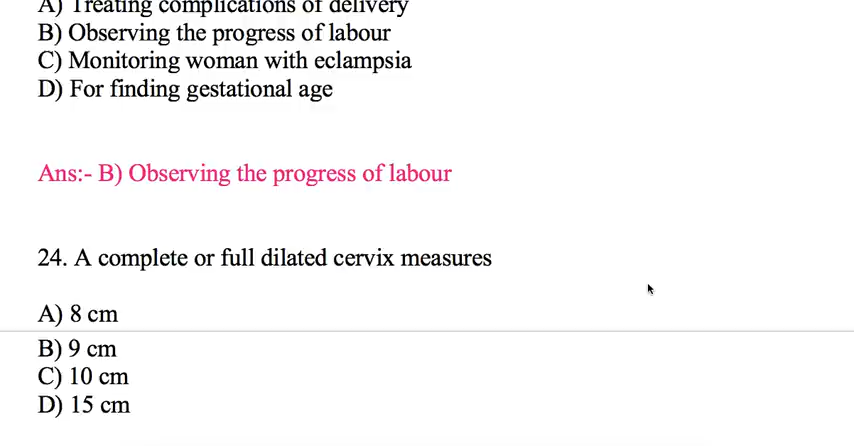 A) Treating complications of delivery
B) Observing the progress of labour
C) Monitoring woman with eclampsia
D) For finding gestational age
Ans:- B) Observing the progress of labour
24. A complete or full dilated cervix measures
A) 8 cm
B) 9 cm
C) 10 cm
D) 15 cm